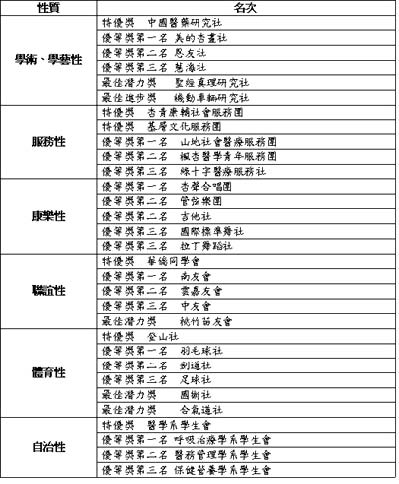 性質 名次
學術、學藝性
特優獎 中國醫藥研究社
優等獎第一名 美的杏畫社
優等獎第二名 恩友社
優等獎第三名 慧海社
最佳潛力獎 聖經真理研究社
最佳進步獎 機動車輛研究社
服務性
特優獎 杏青康輔社會服務團
特優獎 基層文化服務團
優等獎第一名 山地社會醫療服務團
優等獎第二名 楓杏醫學青年服務團
優等獎第三名 綠十字醫療服務社
康樂性
優等獎第一名 杏聲合唱團
優等獎第二名 管怡樂團
優等獎第二名 吉他社
優等獎第三名 國際標準舞社
優等獎第三名 拉丁舞蹈社
聯誼性
特優獎 華僑同學會
優等獎第一名 南友會
優等獎第二名 雲嘉友會
優等獎第三名 中友會
最佳潛力獎 桃竹苗友會
體育性
特優獎 登山社
優等獎第一名 羽毛球社
優等獎第二名 劍道社
優等獎第三名 足球社
最佳潛力獎 國術社
最佳潛力獎 合氣道社
自治性
特優獎 醫學系學生會
優等獎第一名 呼吸治療學系學生會
優等獎第二名 醫務管理學系學生會
優等獎第三名 保健營養學系學生會